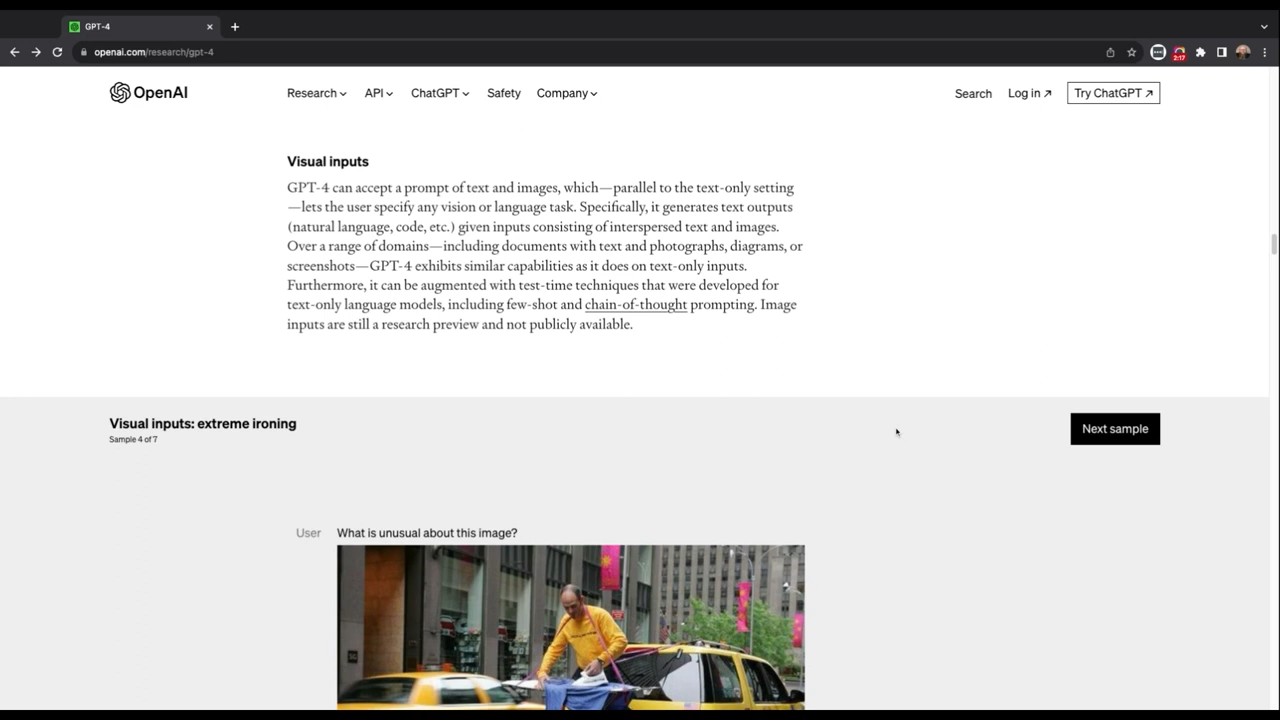 GPT-4
openai.com/research/gpt-4
2:17
OpenAI
Research
API
ChatGPT
Safety
Company
Search
Log in ↗
Try ChatGPT ↗
Visual inputs
GPT-4 can accept a prompt of text and images, which—parallel to the text-only setting
—lets the user specify any vision or language task. Specifically, it generates text outputs
(natural language, code, etc.) given inputs consisting of interspersed text and images.
Over a range of domains—including documents with text and photographs, diagrams, or
screenshots—GPT-4 exhibits similar capabilities as it does on text-only inputs.
Furthermore, it can be augmented with test-time techniques that were developed for
text-only language models, including few-shot and chain-of-thought prompting. Image
inputs are still a research preview and not publicly available.
Visual inputs: extreme ironing
Sample 4 of 7
Next sample
User
What is unusual about this image?